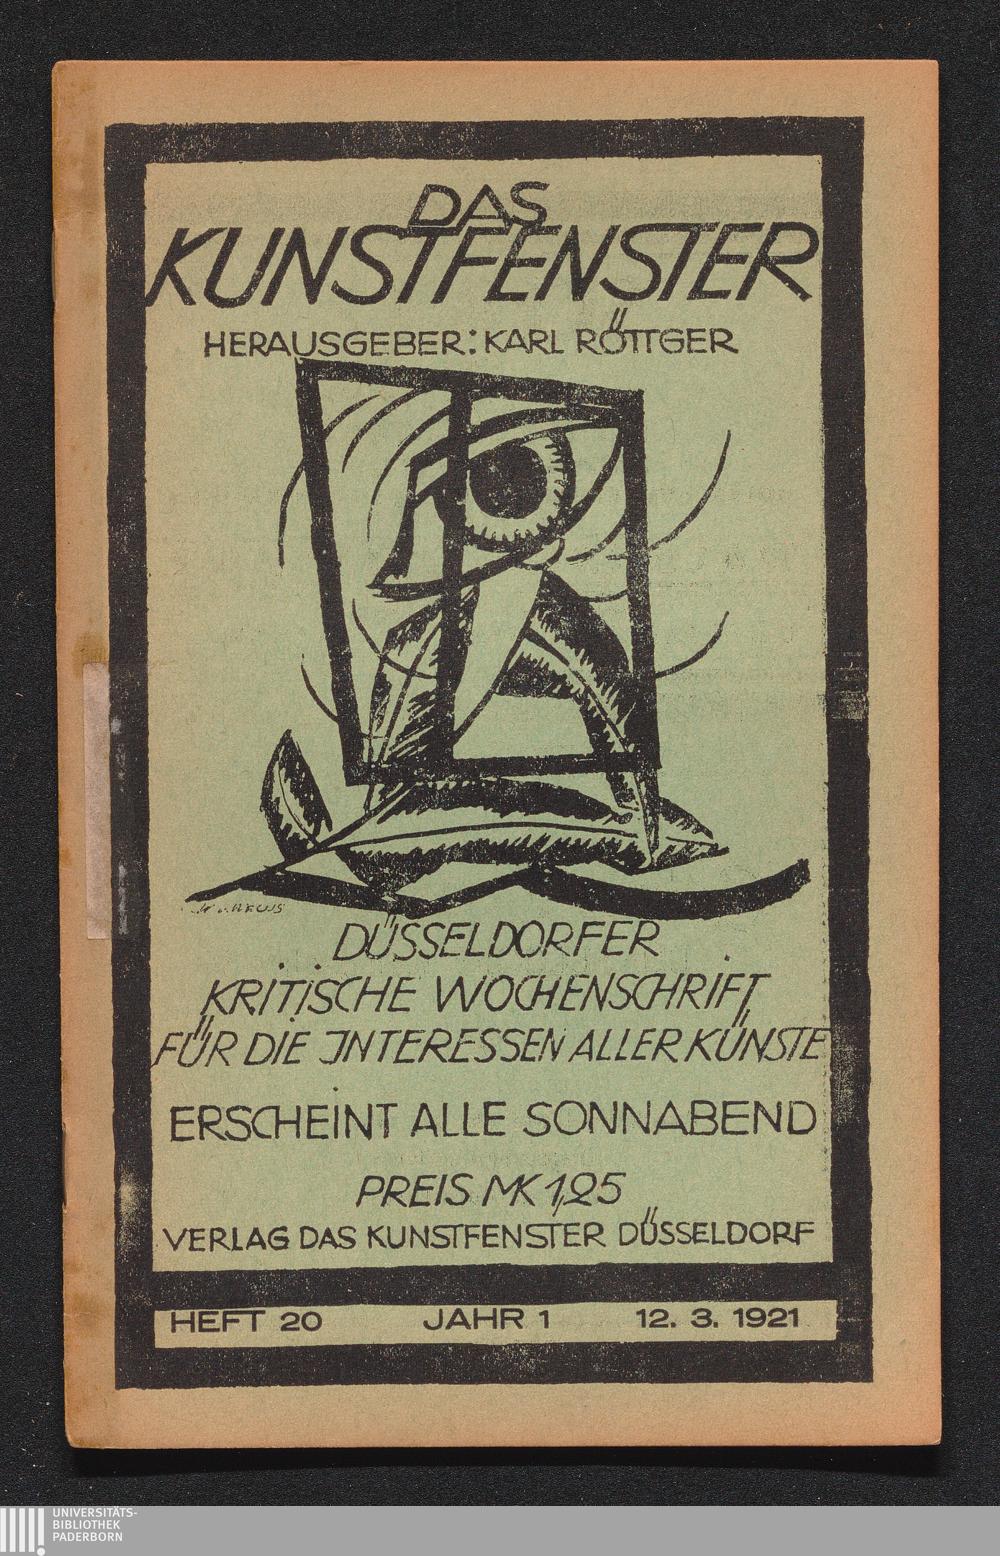 DAS
KUNSTFENSTER
HERAUSGEBER: KARL RÖTTGER
DÜSSELDORFER
KRITISCHE WOCHENSCHRIFT
FÜR DIE INTERESSEN ALLER KÜNSTE
ERSCHEINT ALLE SONNABEND
PREIS MK 1,25
VERLAG DAS KUNSTFENSTER DÜSSELDORF
HEFT 20 JAHR 1 12. 3. 1921
UNIVERSITÄTS-
BIBLIOTHEK
PADERBORN